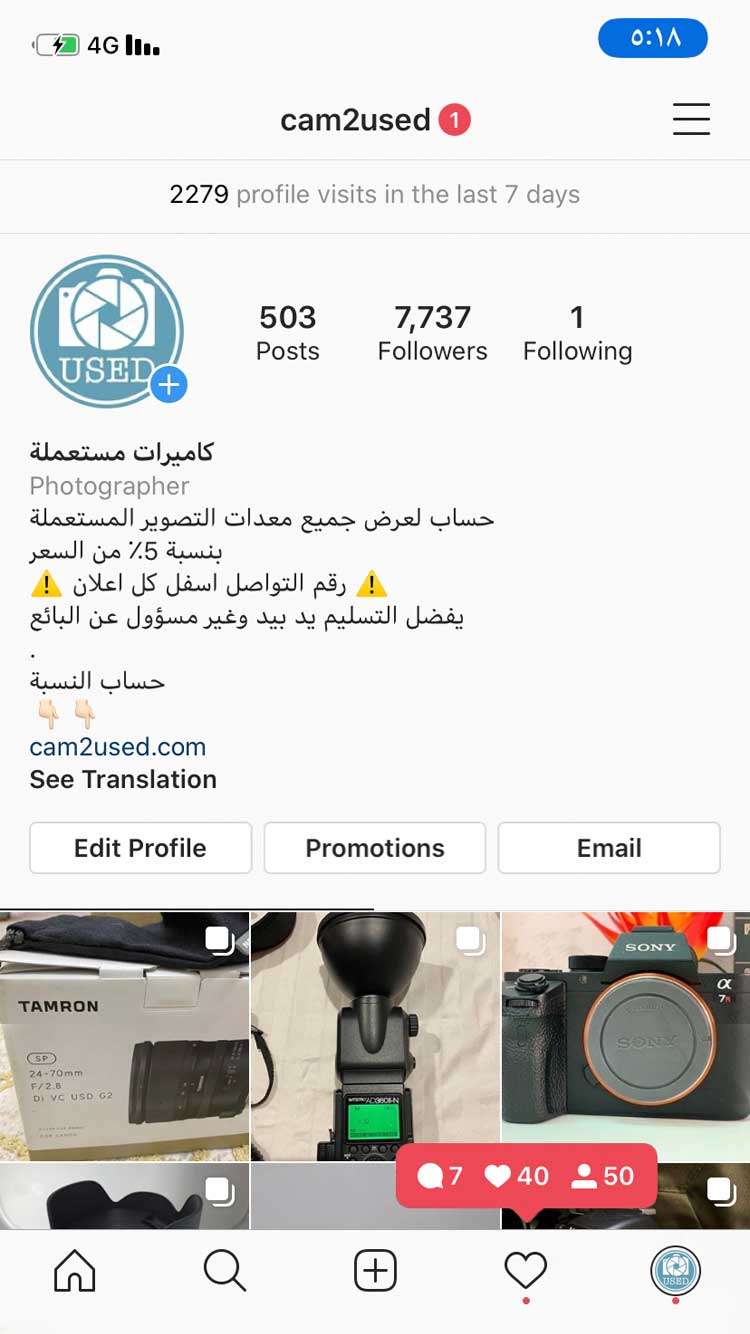 4G
٥:١٨
cam2used 1
2279 profile visits in the last 7 days
USED
503
Posts
7,737
Followers
1
Following
كاميرات مستعملة
Photographer
حساب لعرض جميع معدات التصوير المستعملة
بنسبة 5٪ من السعر
⚠️ رقم التواصل اسفل كل اعلان ⚠️
يفضل التسليم يد بيد وغير مسؤول عن البائع
.
حساب النسبة
👇🏻 👇🏻
cam2used.com
See Translation
Edit Profile
Promotions
Email
TAMRON
SP
24-70mm
F/2.8
Di VC USD G2
FOR CANON
AD360II-N
SONY
α
7R
SONY
7 40 50
USED